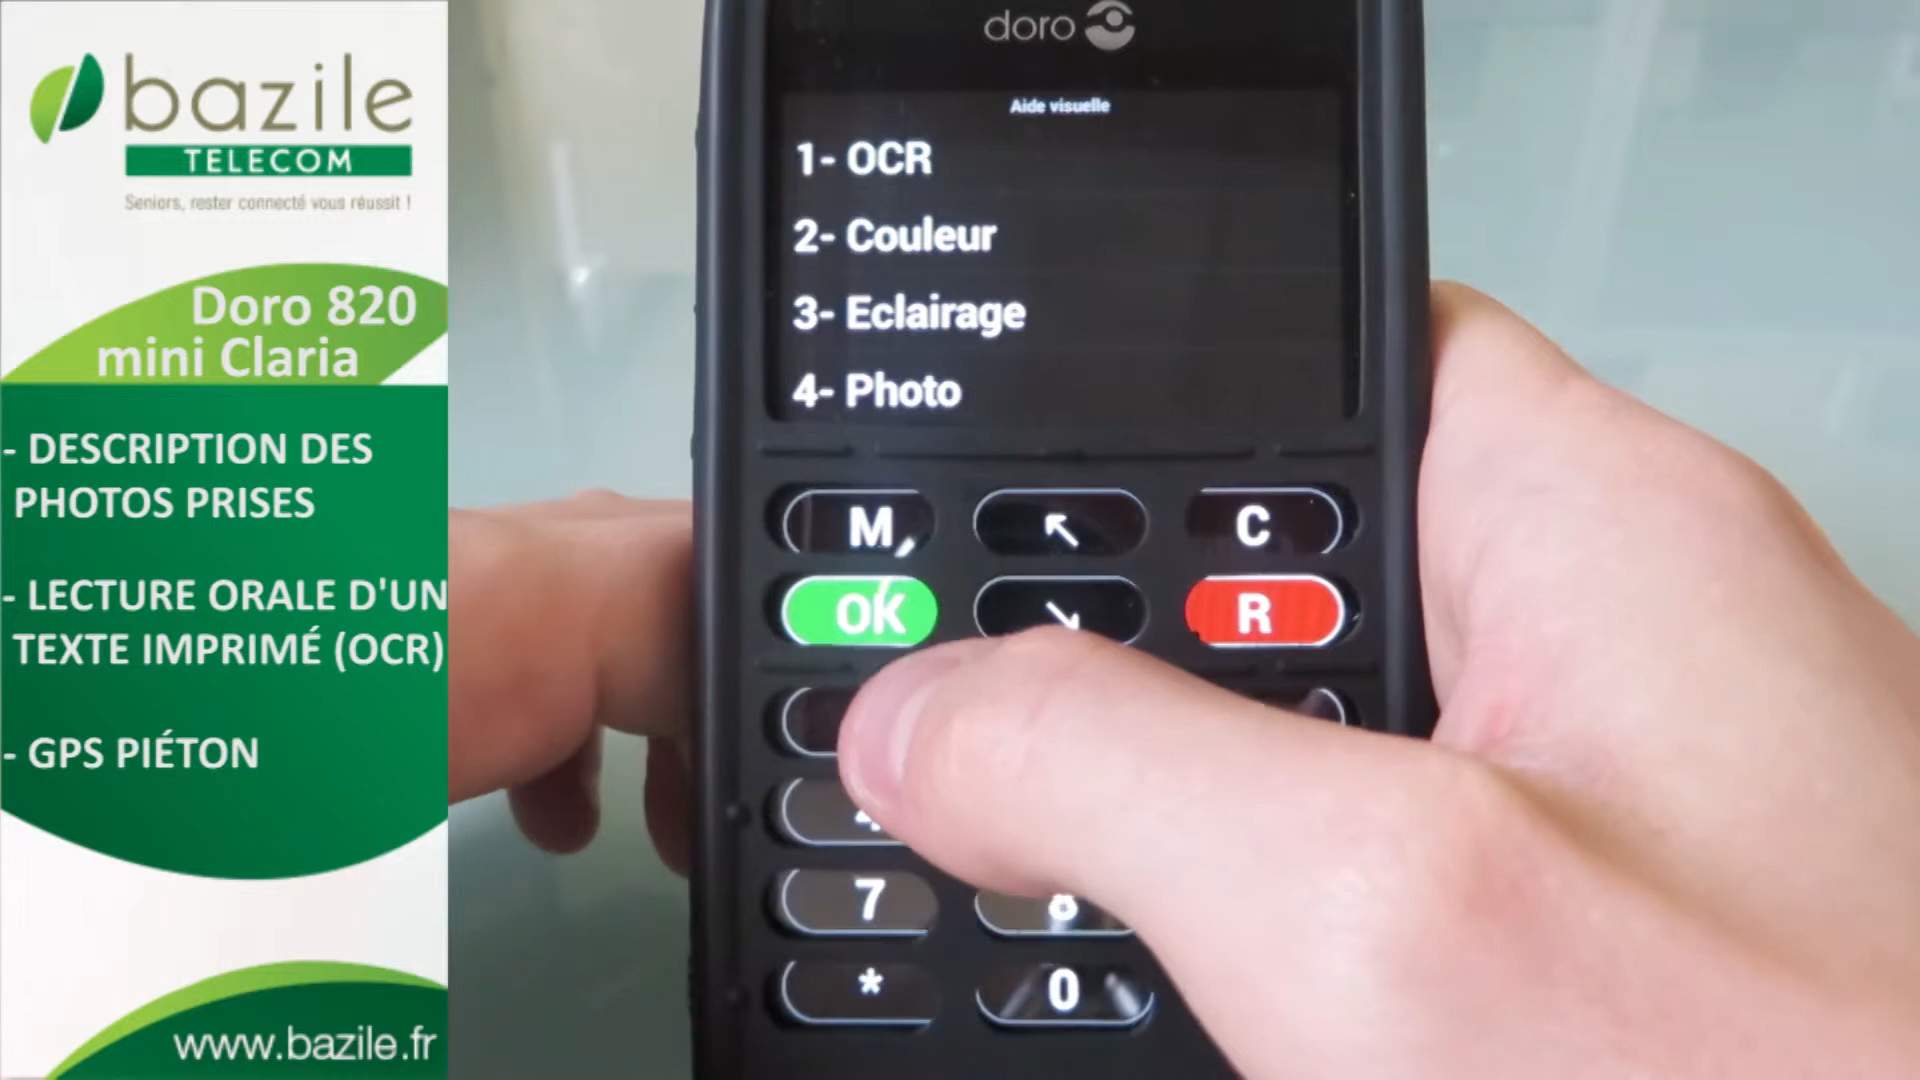 bazile
TELECOM
Seniors, rester connecté vous réussit !
Doro 820
mini Claria
- DESCRIPTION DES
PHOTOS PRISES
- LECTURE ORALE D'UN
TEXTE IMPRIMÉ (OCR)
- GPS PIÉTON
www.bazile.fr
doro
Aide visuelle
1- OCR
2- Couleur
3- Eclairage
4- Photo
M
↖
C
OK
↘
R
4
7
8
*
0